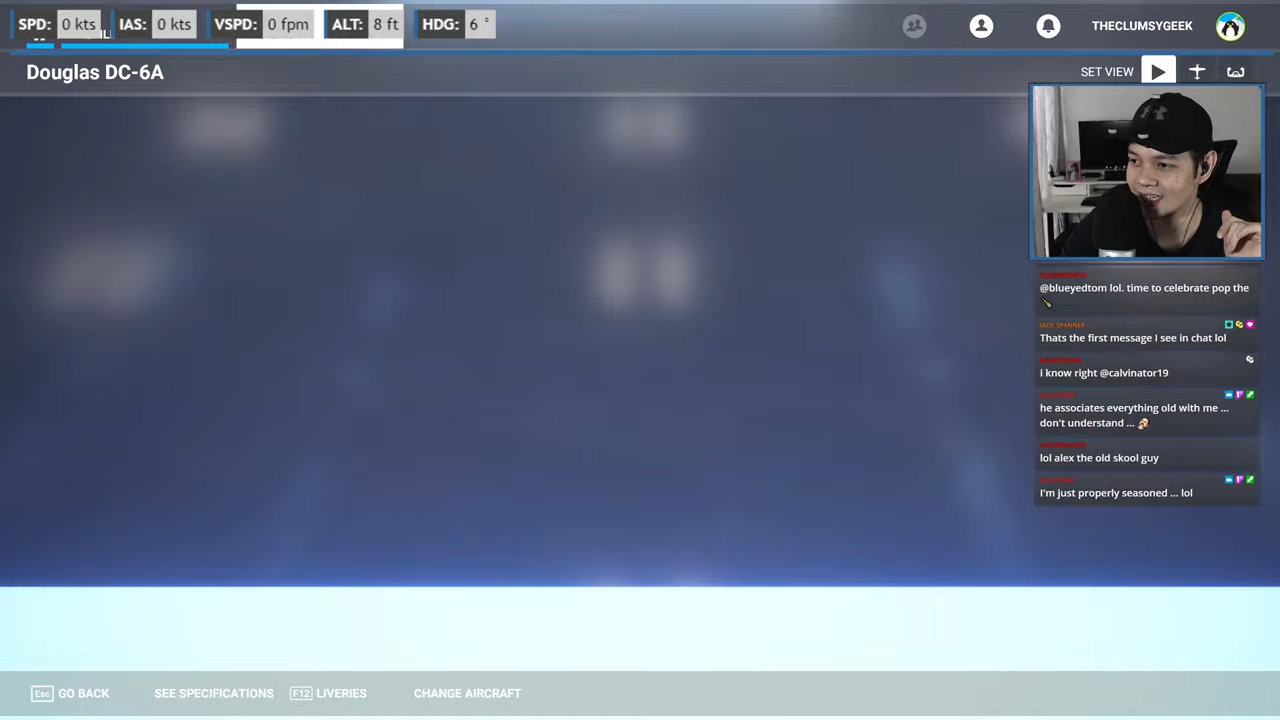 SPD: 0 kts IAS: 0 kts VSPD: 0 fpm ALT: 8 ft HDG: 6 °
THECLUMSYGEEK
Douglas DC-6A
SET VIEW
@blueyedtom lol. time to celebrate pop the
JACK_SPANNER
Thats the first message I see in chat lol
i know right @calvinator19
he associates everything old with me ...
don't understand ...
lol alex the old skool guy
I'm just properly seasoned ... lol
Esc GO BACK SEE SPECIFICATIONS F12 LIVERIES CHANGE AIRCRAFT